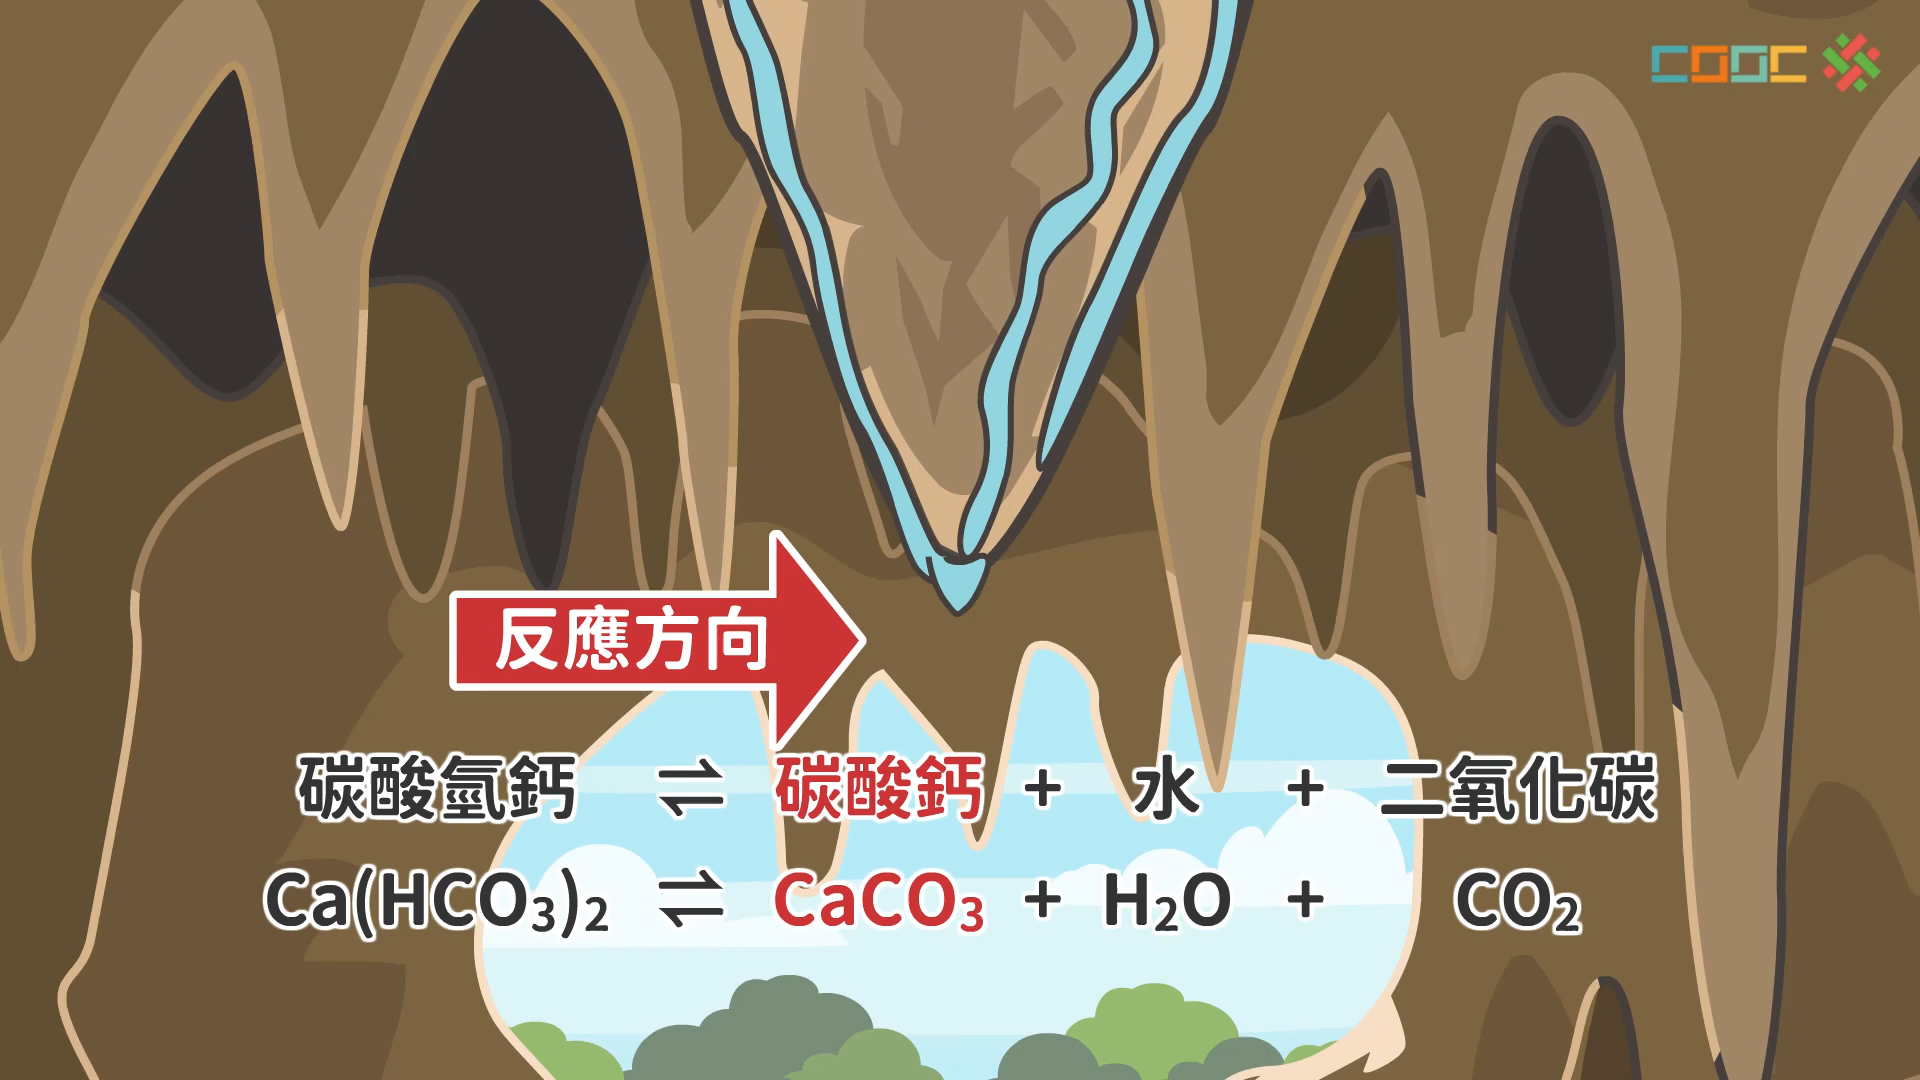 COOC
反應方向
碳酸氫鈣 ⇌ 碳酸鈣 + 水 + 二氧化碳
Ca(HCO₃)₂ ⇌ CaCO₃ + H₂O + CO₂